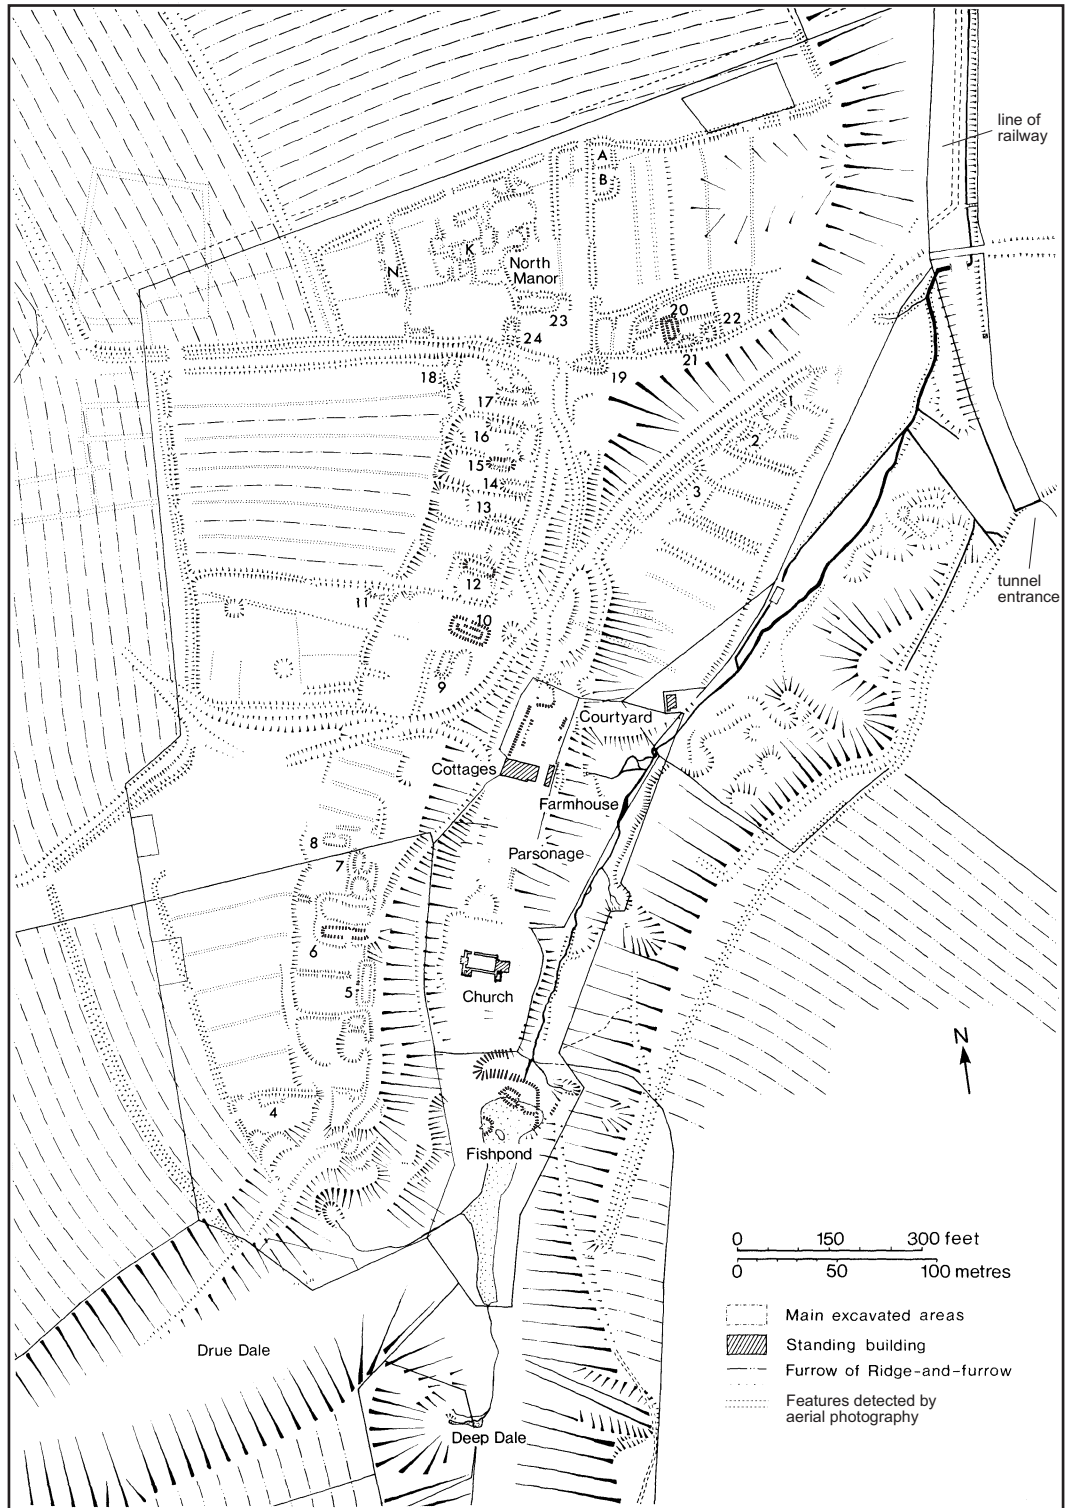 line of
railway
A
B
K
N
North
Manor
23
20
22
24
21
18
19
17
1
16
2
15
14
3
13
12
11
10
tunnel
entrance
9
Courtyard
Cottages
Farmhouse
8
Parsonage
7
6
5
Church
N
4
Fishpond
0 150 300 feet
0 50 100 metres
Main excavated areas
Standing building
Furrow of Ridge-and-furrow
Features detected by
aerial photography
Drue Dale
Deep Dale